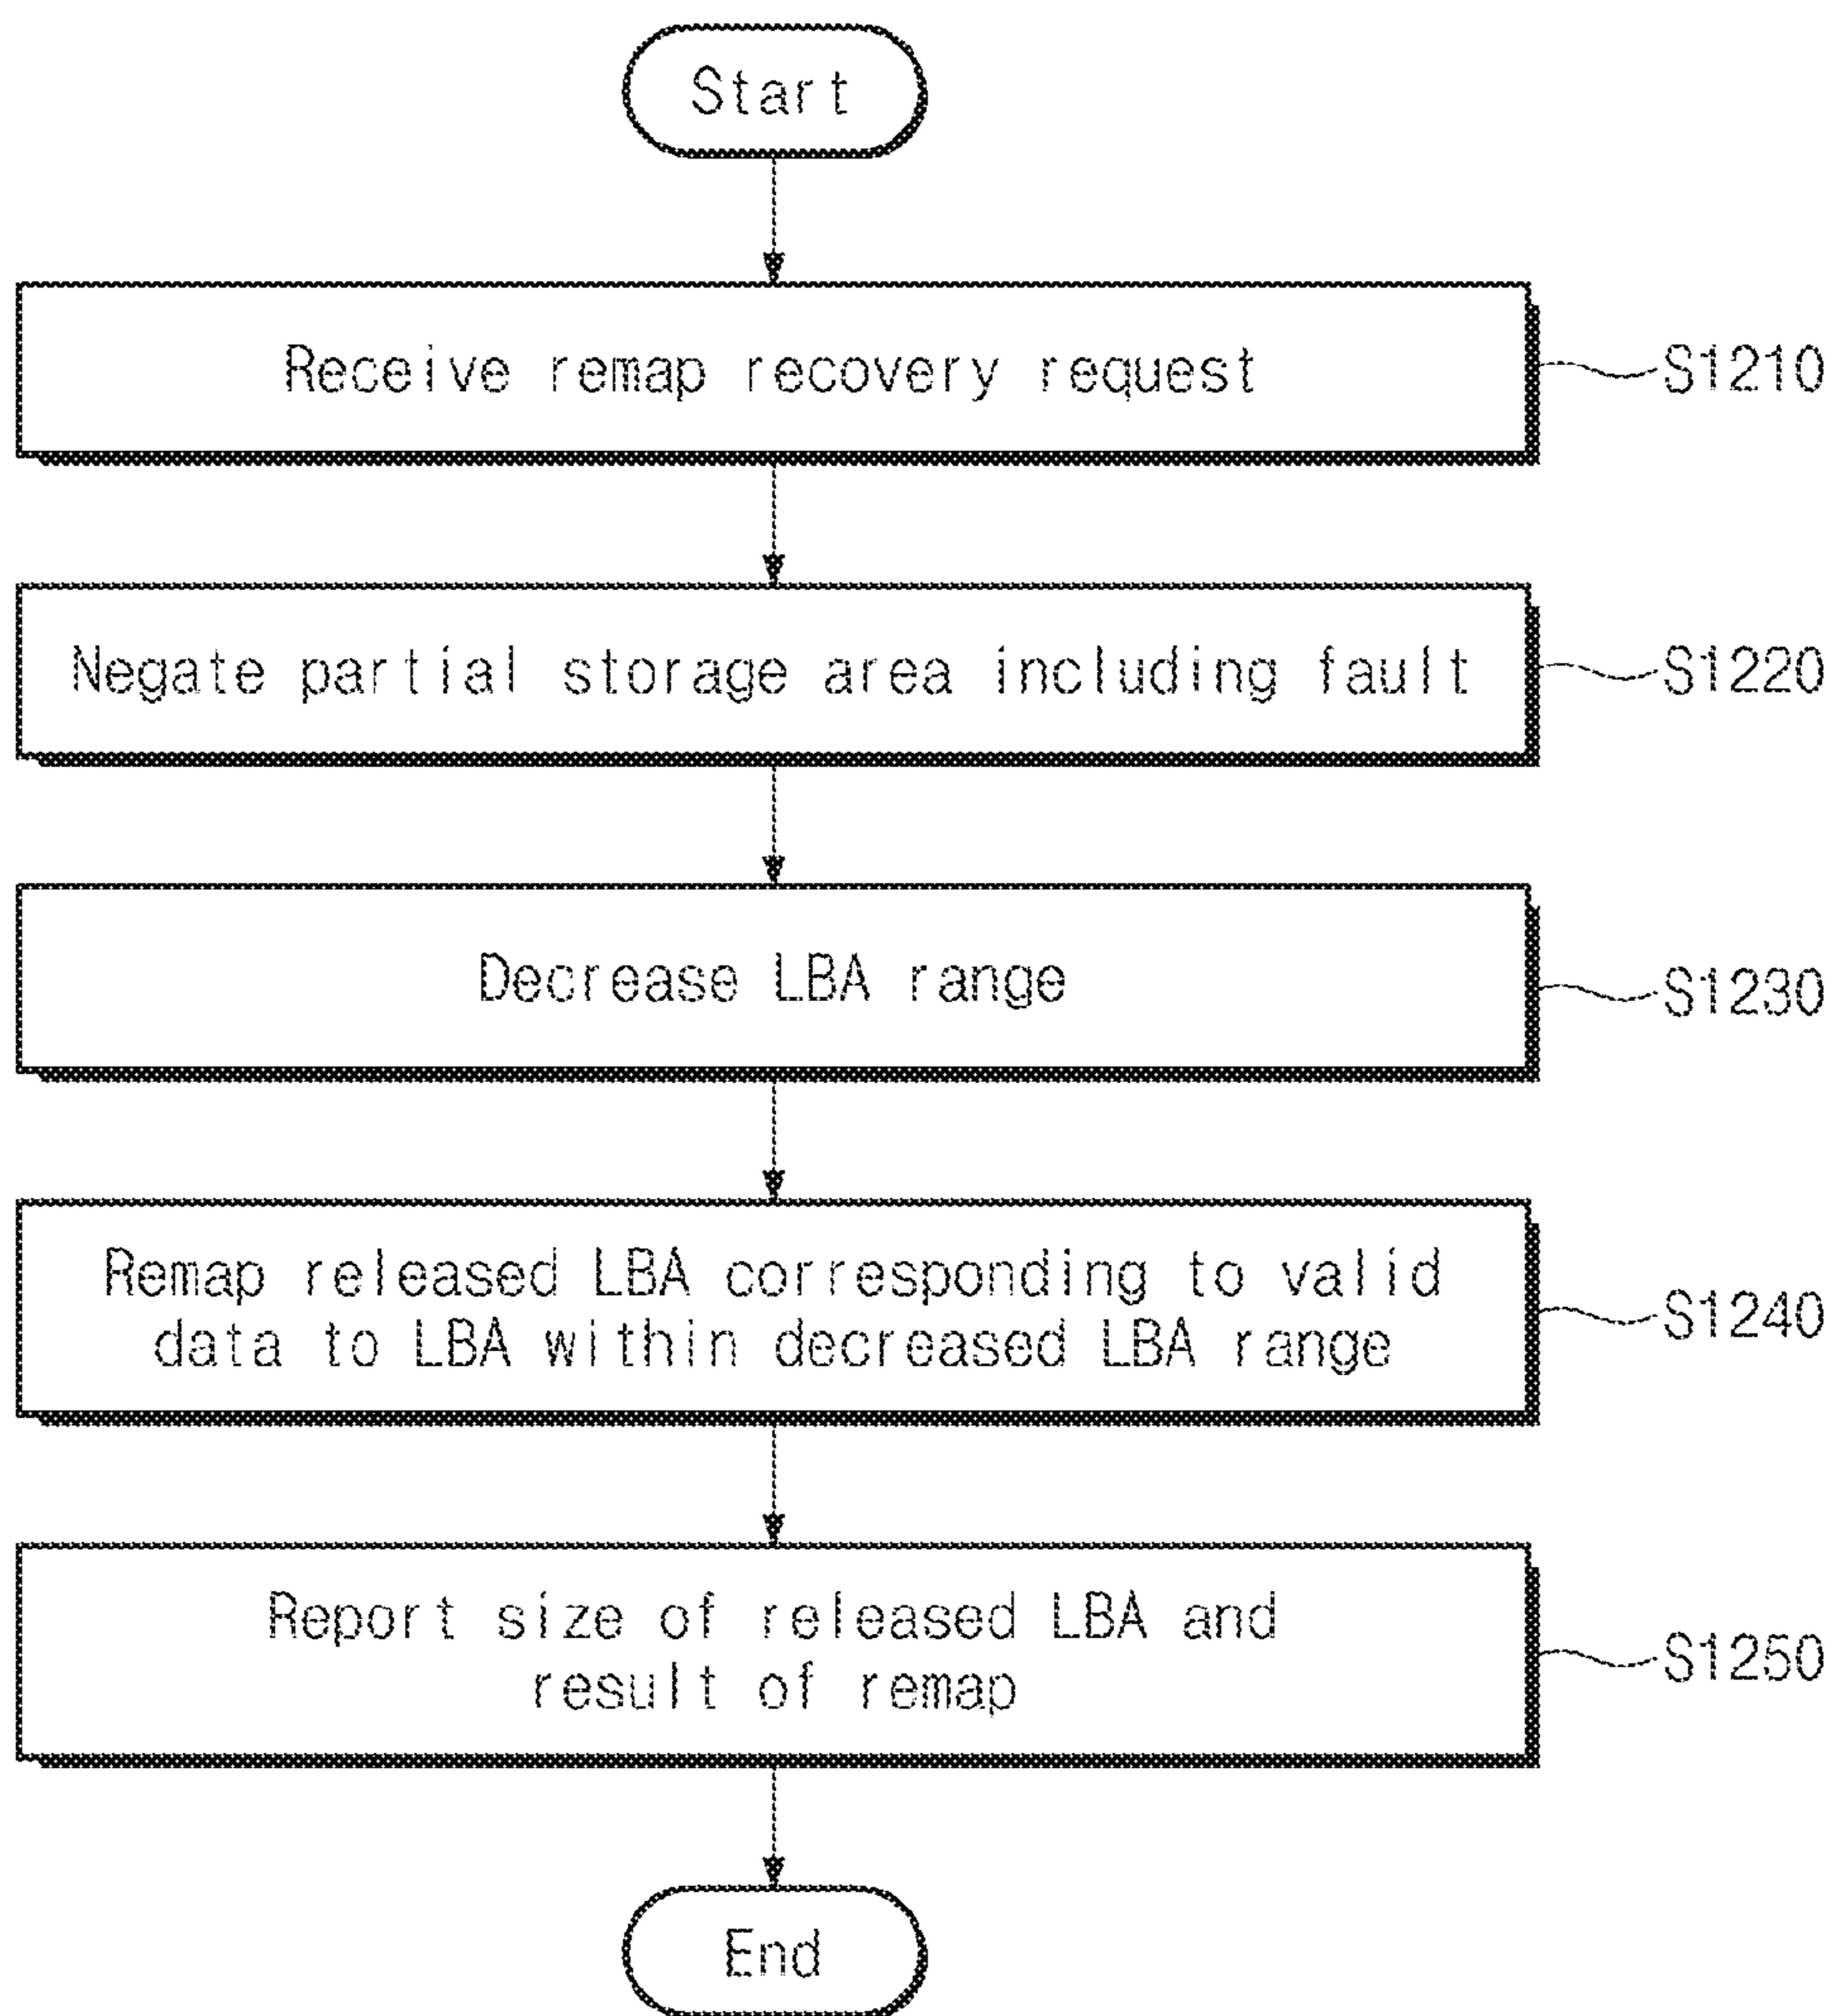 Start
Receive remap recovery request
S1210
Negate partial storage area including fault
S1220
Decrease LBA range
S1230
Remap released LBA corresponding to valid
data to LBA within decreased LBA range
S1240
Report size of released LBA and
result of remap
S1250
End